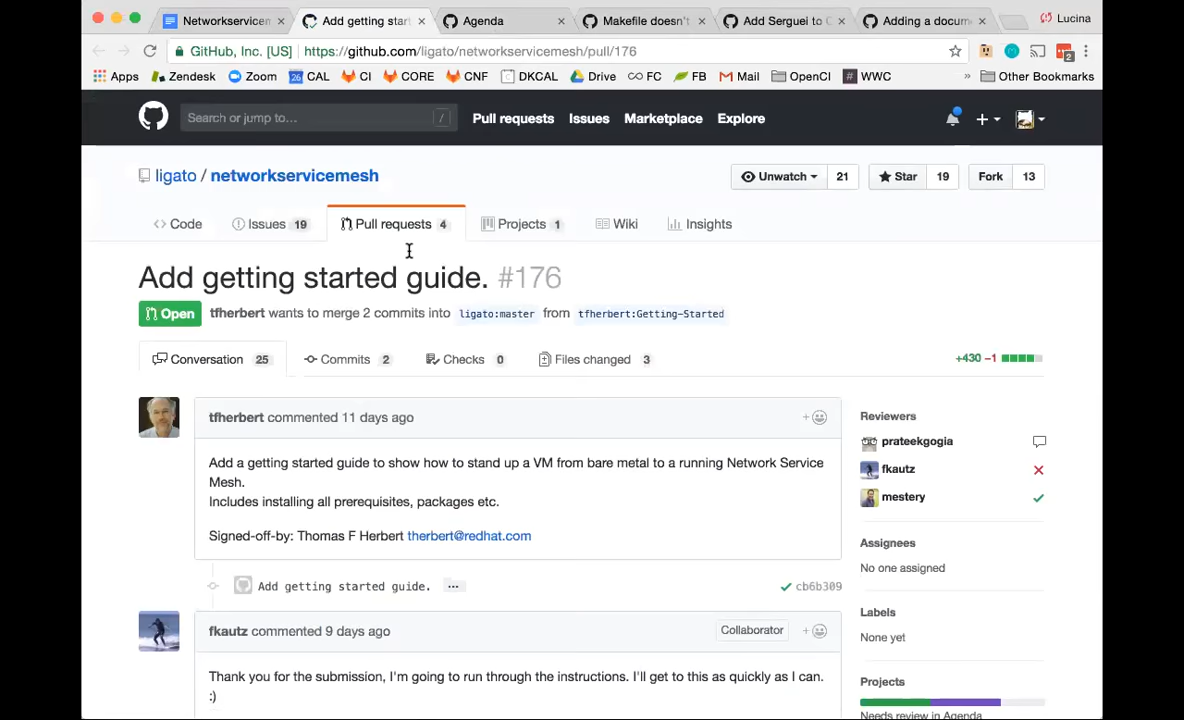 Networkservicem
Add getting star
Agenda
Makefile doesn't
Add Serguei to C
Adding a docum
Lucina
GitHub, Inc. [US] https://github.com/ligato/networkservicemesh/pull/176
2
Apps Zendesk Zoom 26 CAL CI CORE CNF DKCAL Drive FC FB Mail OpenCI # WWC » Other Bookmarks
Search or jump to… / Pull requests Issues Marketplace Explore
ligato / networkservicemesh Unwatch 21 Star 19 Fork 13
Code Issues 19 Pull requests 4 Projects 1 Wiki Insights
Add getting started guide. #176
Open tfherbert wants to merge 2 commits into ligato:master from tfherbert:Getting-Started
Conversation 25 Commits 2 Checks 0 Files changed 3 +430 −1
tfherbert commented 11 days ago
Add a getting started guide to show how to stand up a VM from bare metal to a running Network Service
Mesh.
Includes installing all prerequisites, packages etc.
Signed-off-by: Thomas F Herbert therbert@redhat.com
Add getting started guide. ... cb6b309
fkautz commented 9 days ago Collaborator
Thank you for the submission, I'm going to run through the instructions. I'll get to this as quickly as I can.
:)
Reviewers
prateekgogia
fkautz
mestery
Assignees
No one assigned
Labels
None yet
Projects
Needs review in Agenda